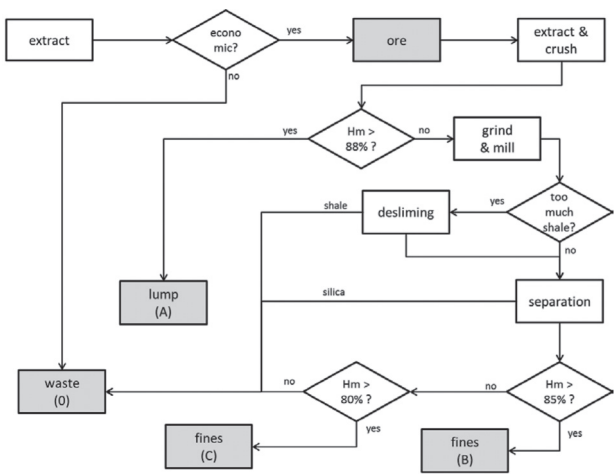 extract
econo
mic?
yes
ore
extract &
crush
no
yes
Hm >
88% ?
no
grind
& mill
shale
desliming
yes
too
much
shale?
no
lump
(A)
silica
separation
waste
(0)
no
Hm >
80% ?
no
Hm >
85% ?
yes
yes
fines
(C)
fines
(B)